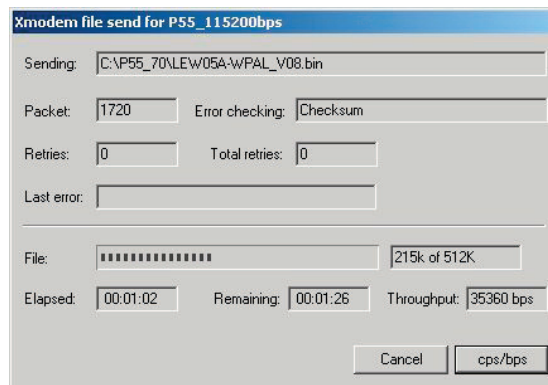 Xmodem file send for P55_115200bps
Sending: C:\P55_70\LEW05A-WPAL_V08.bin
Packet: 1720 Error checking: Checksum
Retries: 0 Total retries: 0
Last error:
File: 215k of 512K
Elapsed: 00:01:02 Remaining: 00:01:26 Throughput: 35360 bps
Cancel cps/bps